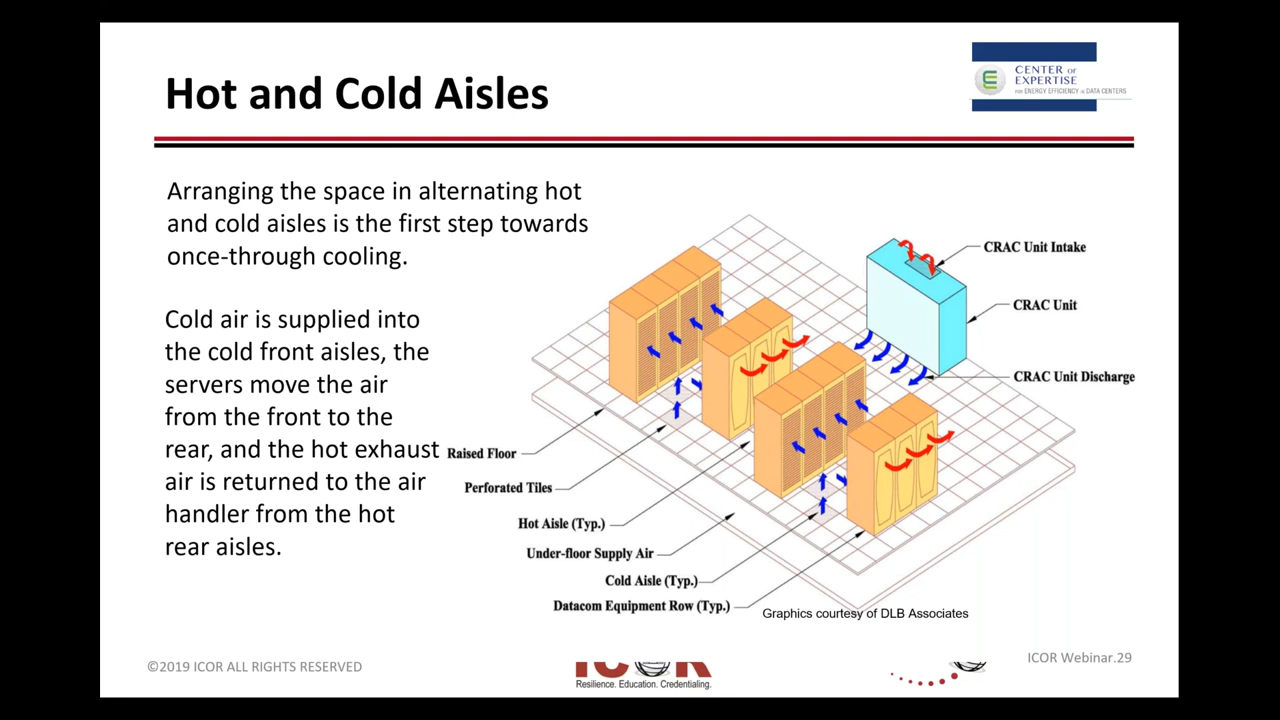 Hot and Cold Aisles
CENTER OF
EXPERTISE
FOR ENERGY EFFICIENCY IN DATA CENTERS
Arranging the space in alternating hot
and cold aisles is the first step towards
once-through cooling.
Cold air is supplied into
the cold front aisles, the
servers move the air
from the front to the
rear, and the hot exhaust
air is returned to the air
handler from the hot
rear aisles.
CRAC Unit Intake
CRAC Unit
CRAC Unit Discharge
Raised Floor
Perforated Tiles
Hot Aisle (Typ.)
Under-floor Supply Air
Cold Aisle (Typ.)
Datacom Equipment Row (Typ.)
Graphics courtesy of DLB Associates
©2019 ICOR ALL RIGHTS RESERVED
ICOR
Resilience. Education. Credentialing.
ICOR Webinar.29